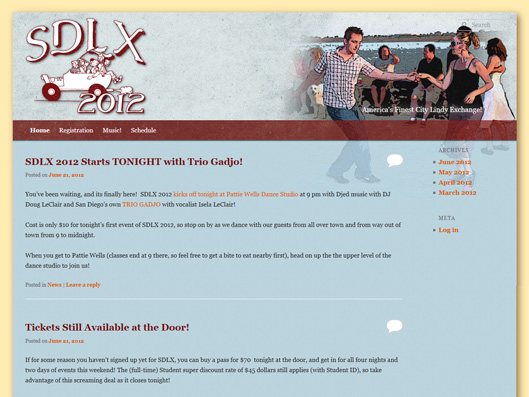 SDLX
2012
Search
America's Finest City Lindy Exchange!
Home Registration Music! Schedule
SDLX 2012 Starts TONIGHT with Trio Gadjo!
Posted on June 21, 2012
You've been waiting, and its finally here! SDLX 2012 kicks off tonight at Pattie Wells Dance Studio at 9 pm with Djed music with DJ
Doug LeClair and San Diego's own TRIO GADJO with vocalist Isela LeClair!
Cost is only $10 for tonight's first event of SDLX 2012, so stop on by as we dance with our guests from all over town and from way out of
town from 9 to midnight.
When you get to Pattie Wells (classes end at 9 there, so feel free to get a bite to eat nearby first), head on up the the upper level of the
dance studio to join us!
Posted in News | Leave a reply
Tickets Still Available at the Door!
Posted on June 21, 2012
If for some reason you haven't signed up yet for SDLX, you can buy a pass for $70 tonight at the door, and get in for all four nights and
two days of events this weekend! The (full-time) Student super discount rate of $45 dollars still applies (with Student ID), so take
advantage of this screaming deal as it closes tonight!
ARCHIVES
June 2012
May 2012
April 2012
March 2012
META
Log in